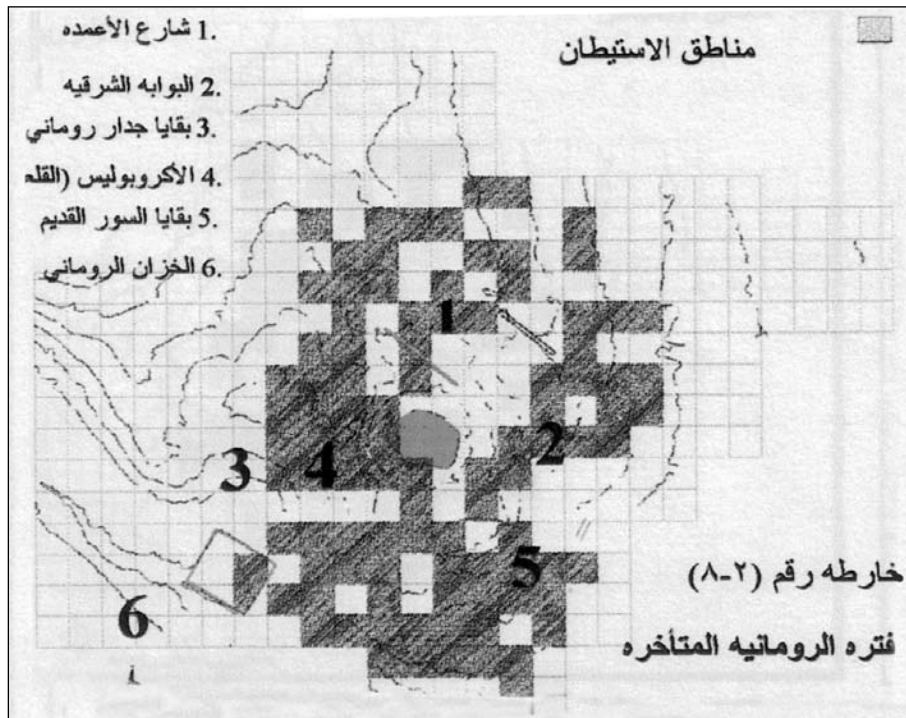 مناطق الاستيطان
1. شارع الأعمده
2. البوابه الشرقيه
3. بقايا جدار روماني
4. الأكروبوليس (القلع
5. بقايا السور القديم
6. الخزان الروماني
1
2
3
4
5
6
خارطه رقم (٢-٨)
فتره الرومانيه المتأخره